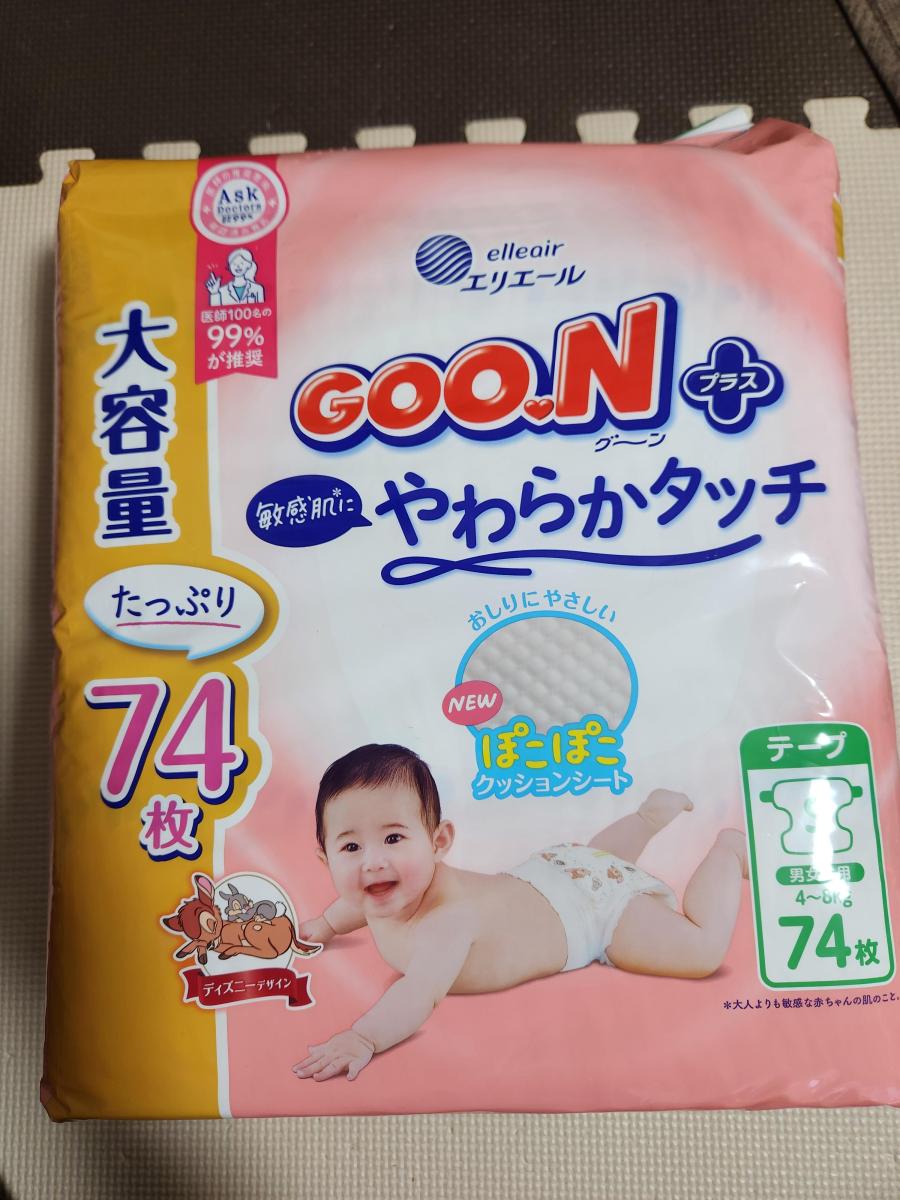 Ask
Doctors
医師100名の
99%
が推奨
elleair
エリエール
GOO.N
プラス
グ〜ン
敏感肌*に
やわらかタッチ
大容量
たっぷり
74
枚
おしりにやさしい
NEW
ぽこぽこ
クッションシート
ディズニーデザイン
テープ
S
4〜8kg
74枚
*大人よりも敏感な赤ちゃんの肌のこと。